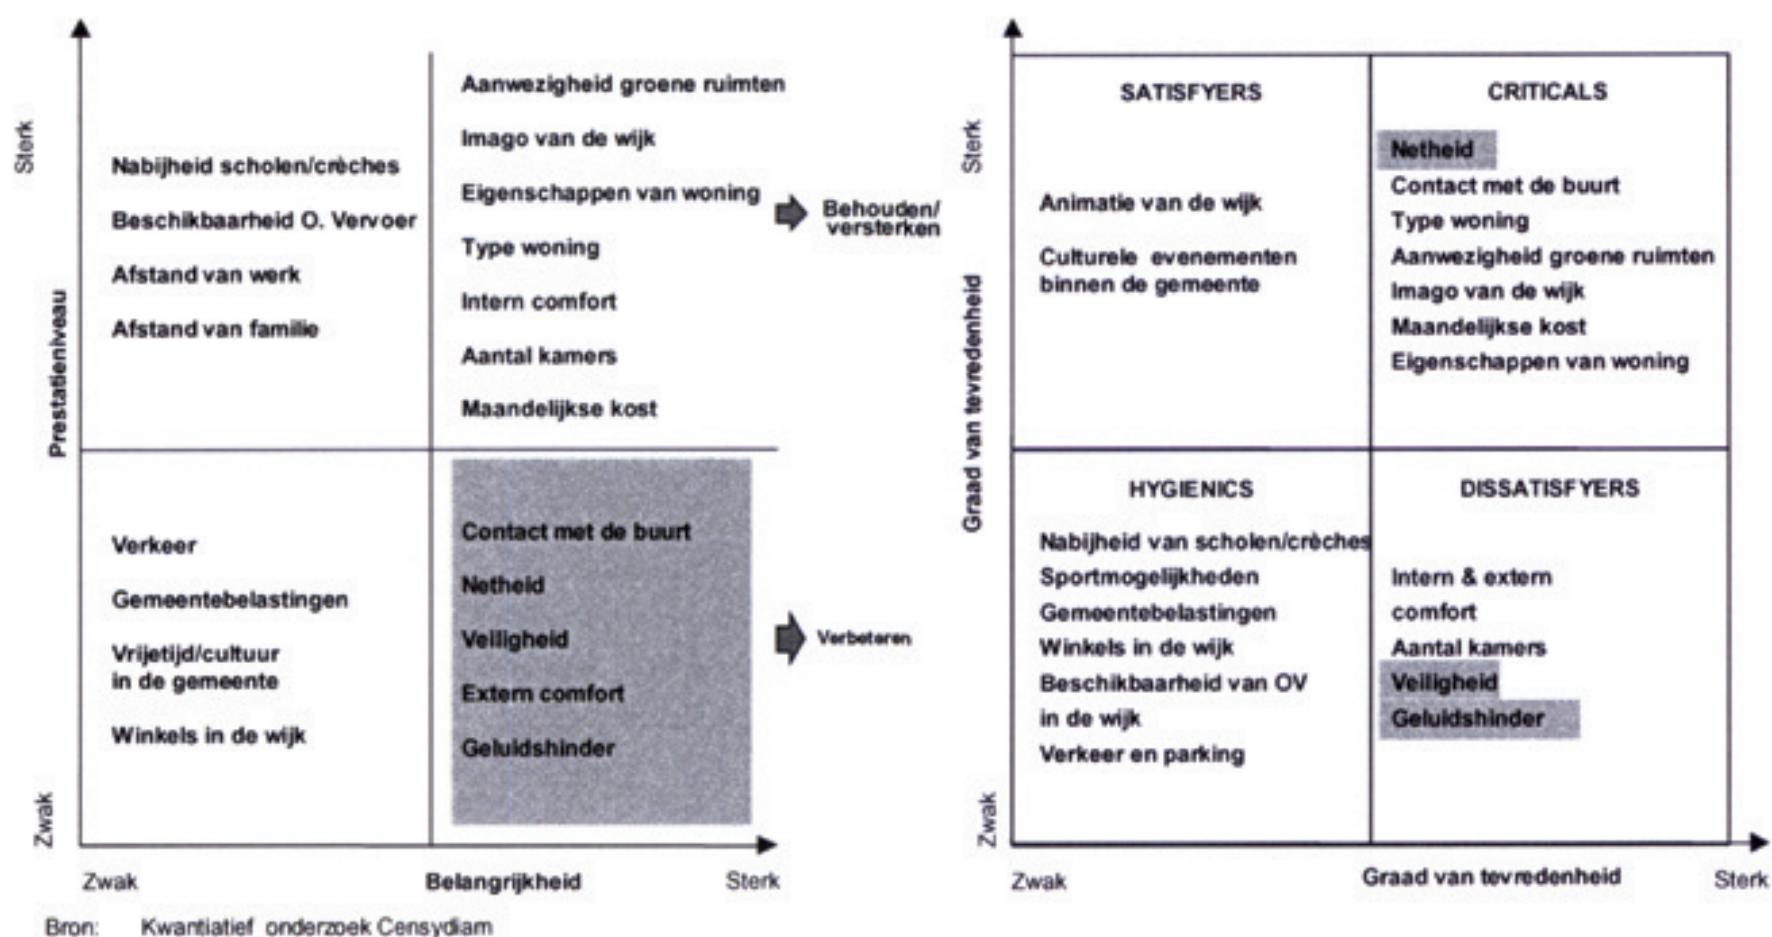 Sterk
Prestatieniveau
Zwak
Nabijheid scholen/crèches
Beschikbaarheid O. Vervoer
Afstand van werk
Afstand van familie
Aanwezigheid groene ruimten
Imago van de wijk
Eigenschappen van woning
Type woning
Intern comfort
Aantal kamers
Maandelijkse kost
Behouden/
versterken
Verkeer
Gemeentebelastingen
Vrijetijd/cultuur
in de gemeente
Winkels in de wijk
Contact met de buurt
Netheid
Veiligheid
Extern comfort
Geluidshinder
Verbeteren
Zwak
Belangrijkheid
Sterk
Sterk
Graad van tevredenheid
Zwak
SATISFYERS
Animatie van de wijk
Culturele evenementen
binnen de gemeente
CRITICALS
Netheid
Contact met de buurt
Type woning
Aanwezigheid groene ruimten
Imago van de wijk
Maandelijkse kost
Eigenschappen van woning
HYGIENICS
Nabijheid van scholen/crèches
Sportmogelijkheden
Gemeentebelastingen
Winkels in de wijk
Beschikbaarheid van OV
in de wijk
Verkeer en parking
DISSATISFYERS
Intern & extern
comfort
Aantal kamers
Veiligheid
Geluidshinder
Zwak
Graad van tevredenheid
Sterk
Bron: Kwantiatief onderzoek Censydiam